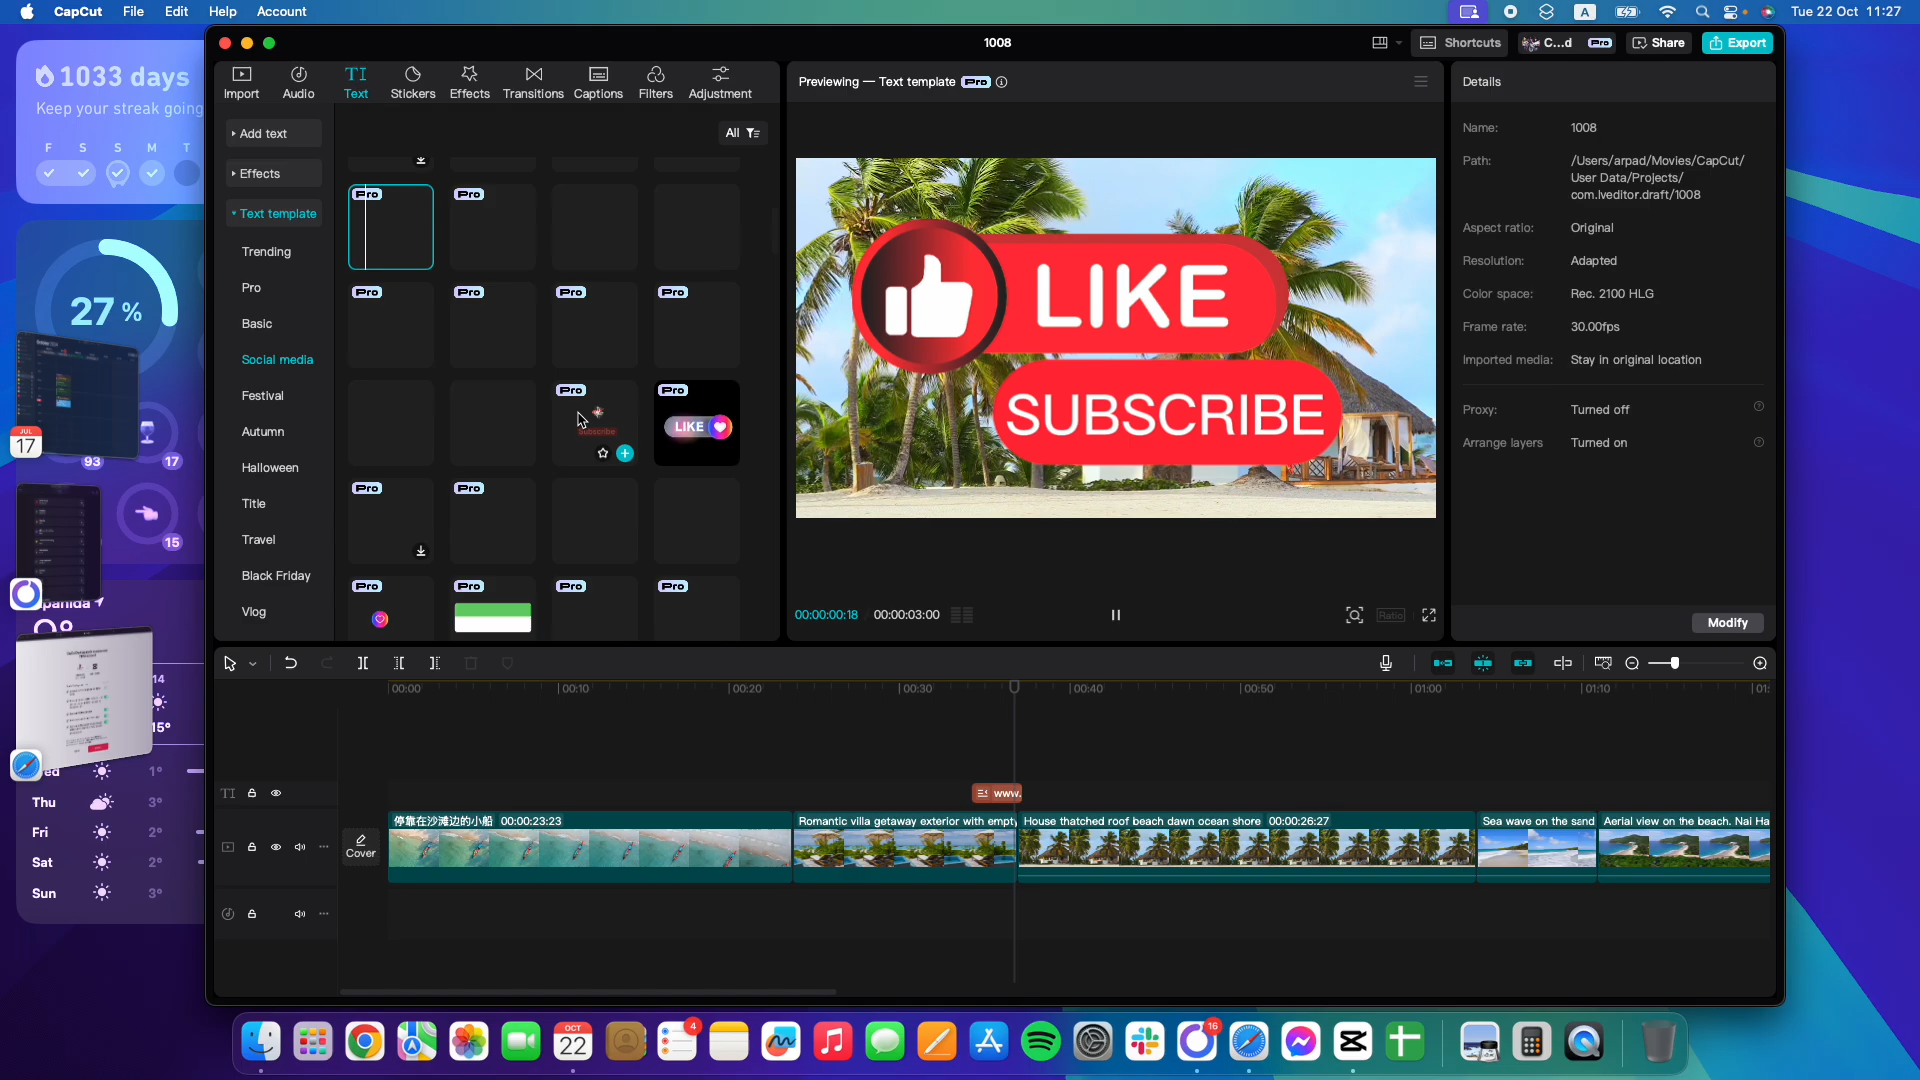 CapCut File Edit Help Account
A Tue 22 Oct 11:27
1033 days
Keep your streak going
F S S M T
27 %
JUL
17
93
17
15
14
15°
Wed 1°
Thu 3°
Fri 2°
Sat 2°
Sun 3°
1008
Shortcuts C...d Pro Share Export
Import Audio TI Text Stickers Effects Transitions Captions Filters Adjustment
Add text
Effects
Text template
Trending
Pro
Basic
Social media
Festival
Autumn
Halloween
Title
Travel
Black Friday
Vlog
All
Pro Pro
Pro Pro Pro Pro
Pro Pro
Subscribe
LIKE
Pro Pro
Pro Pro Pro Pro
Previewing — Text template Pro
LIKE
SUBSCRIBE
00:00:00:18 00:00:03:00 Ratio
Details
Name: 1008
Path: /Users/arpad/Movies/CapCut/
User Data/Projects/
com.lveditor.draft/1008
Aspect ratio: Original
Resolution: Adapted
Color space: Rec. 2100 HLG
Frame rate: 30.00fps
Imported media: Stay in original location
Proxy: Turned off
Arrange layers Turned on
Modify
00:00 00:10 00:20 00:30 00:40 00:50 01:00 01:10 01:
TI
www.
Cover
停靠在沙滩边的小船 00:00:23:23
Romantic villa getaway exterior with empty
House thatched roof beach dawn ocean shore 00:00:26:27
Sea wave on the sand
Aerial view on the beach. Nai Ha
OCT
22
4
16